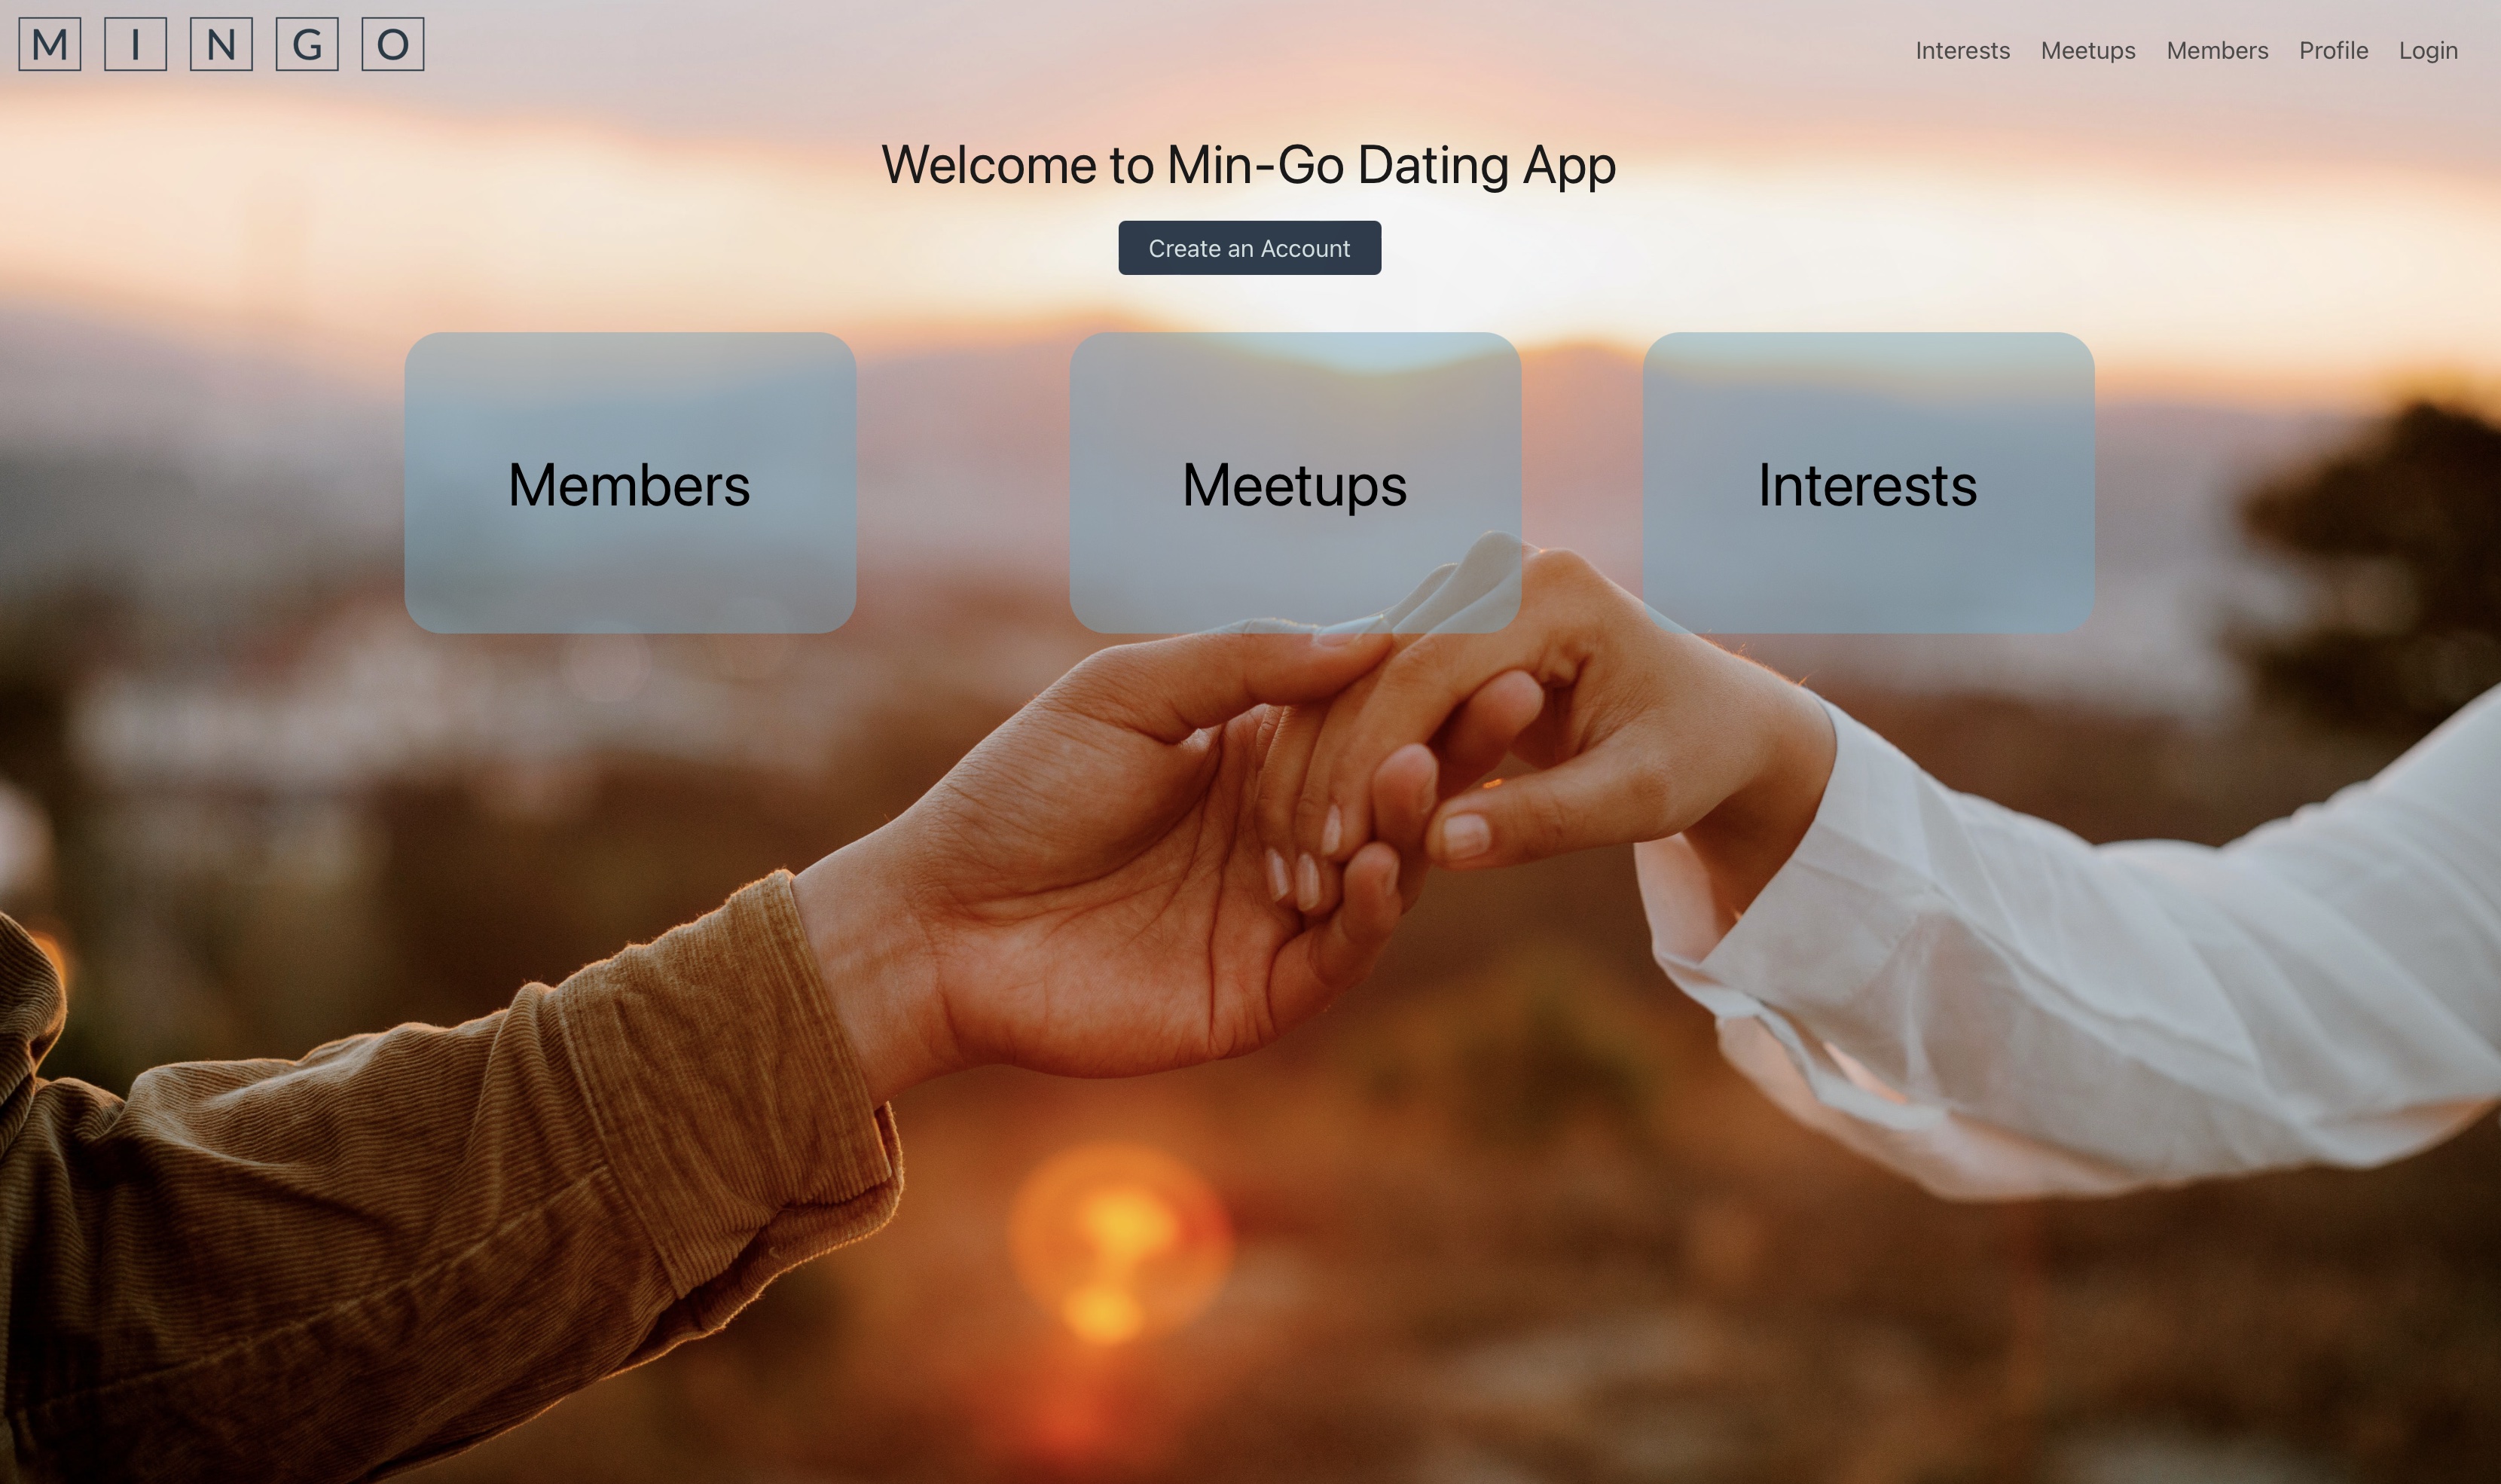 M I N G O
Interests Meetups Members Profile Login
Welcome to Min-Go Dating App
Create an Account
Members Meetups Interests